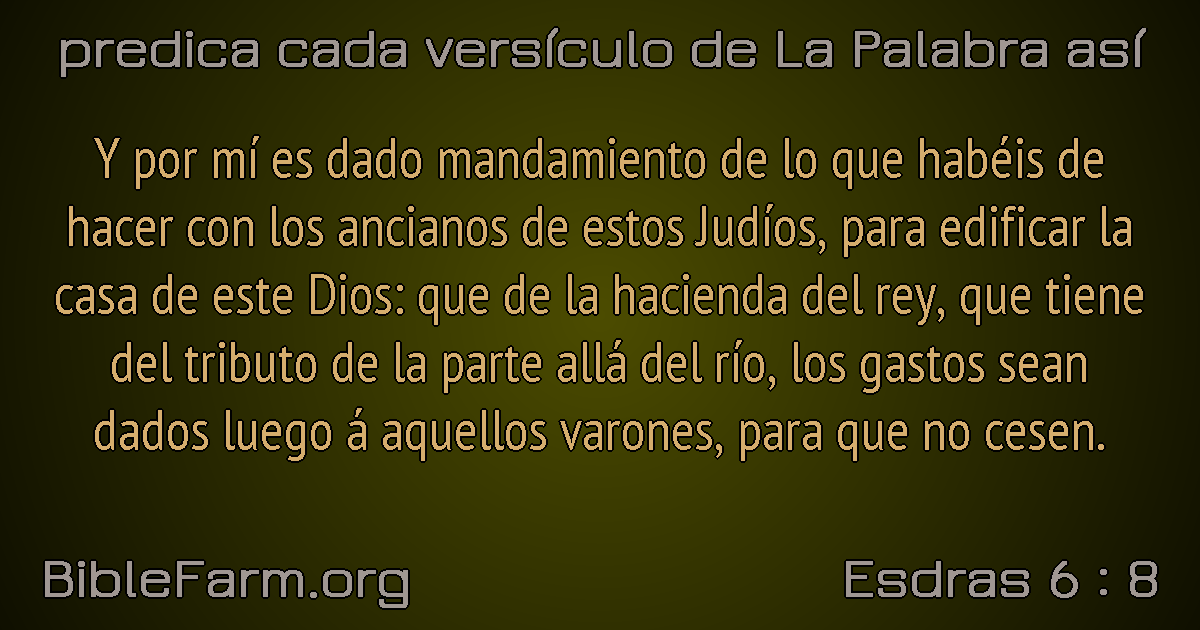 predica cada versículo de La Palabra así
Y por mí es dado mandamiento de lo que habéis de
hacer con los ancianos de estos Judíos, para edificar la
casa de este Dios: que de la hacienda del rey, que tiene
del tributo de la parte allá del río, los gastos sean
dados luego á aquellos varones, para que no cesen.
BibleFarm.org
Esdras 6 : 8